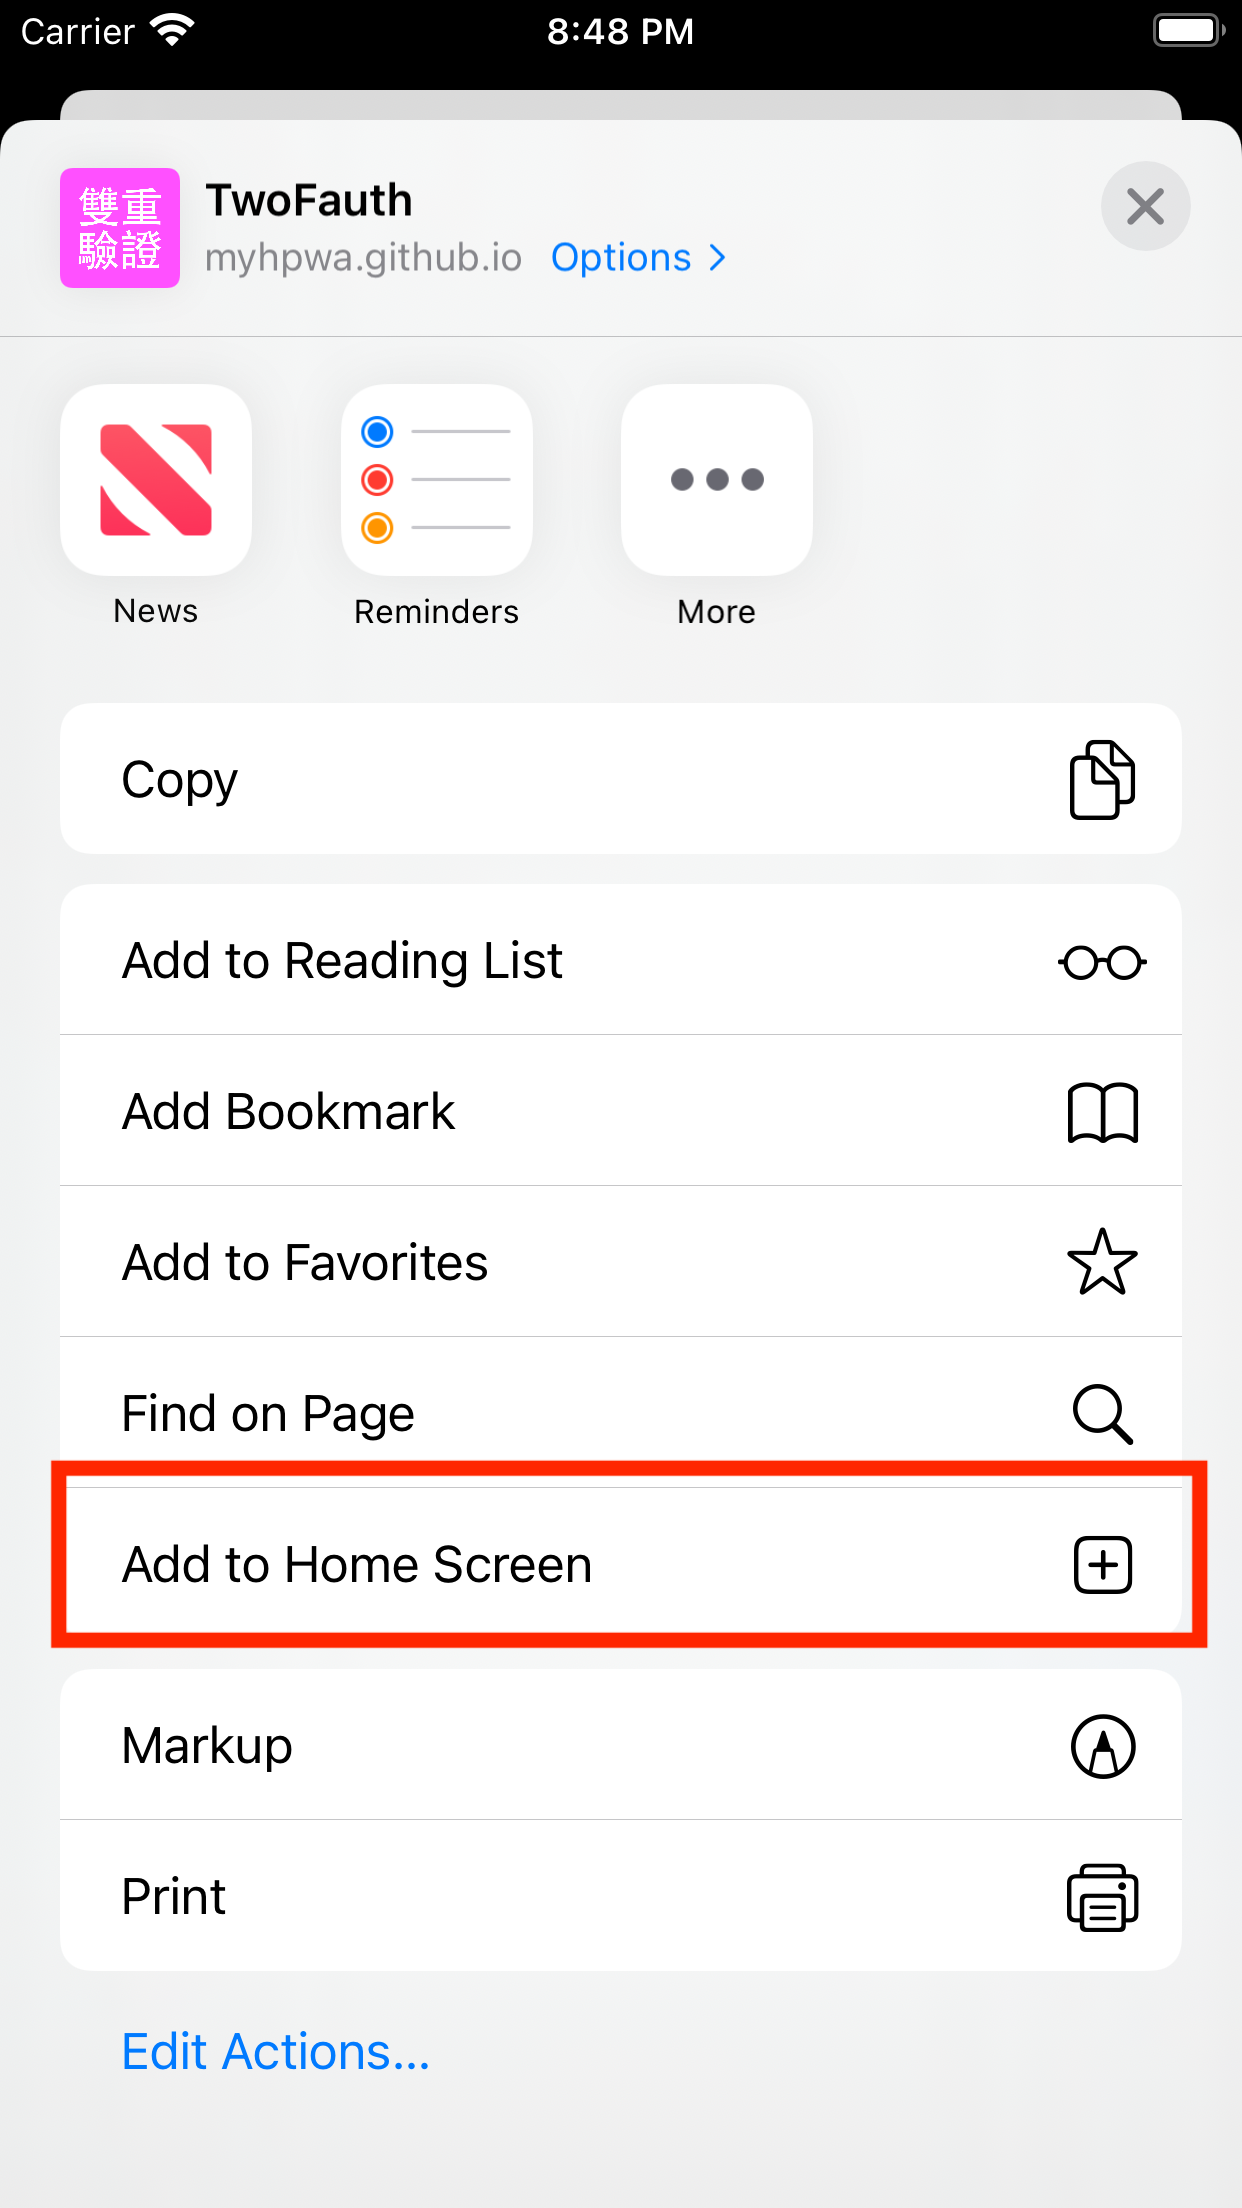 Carrier
8:48 PM
雙重
驗證
TwoFauth
myhpwa.github.io Options
News
Reminders
More
Copy
Add to Reading List
Add Bookmark
Add to Favorites
Find on Page
Add to Home Screen
Markup
Print
Edit Actions...